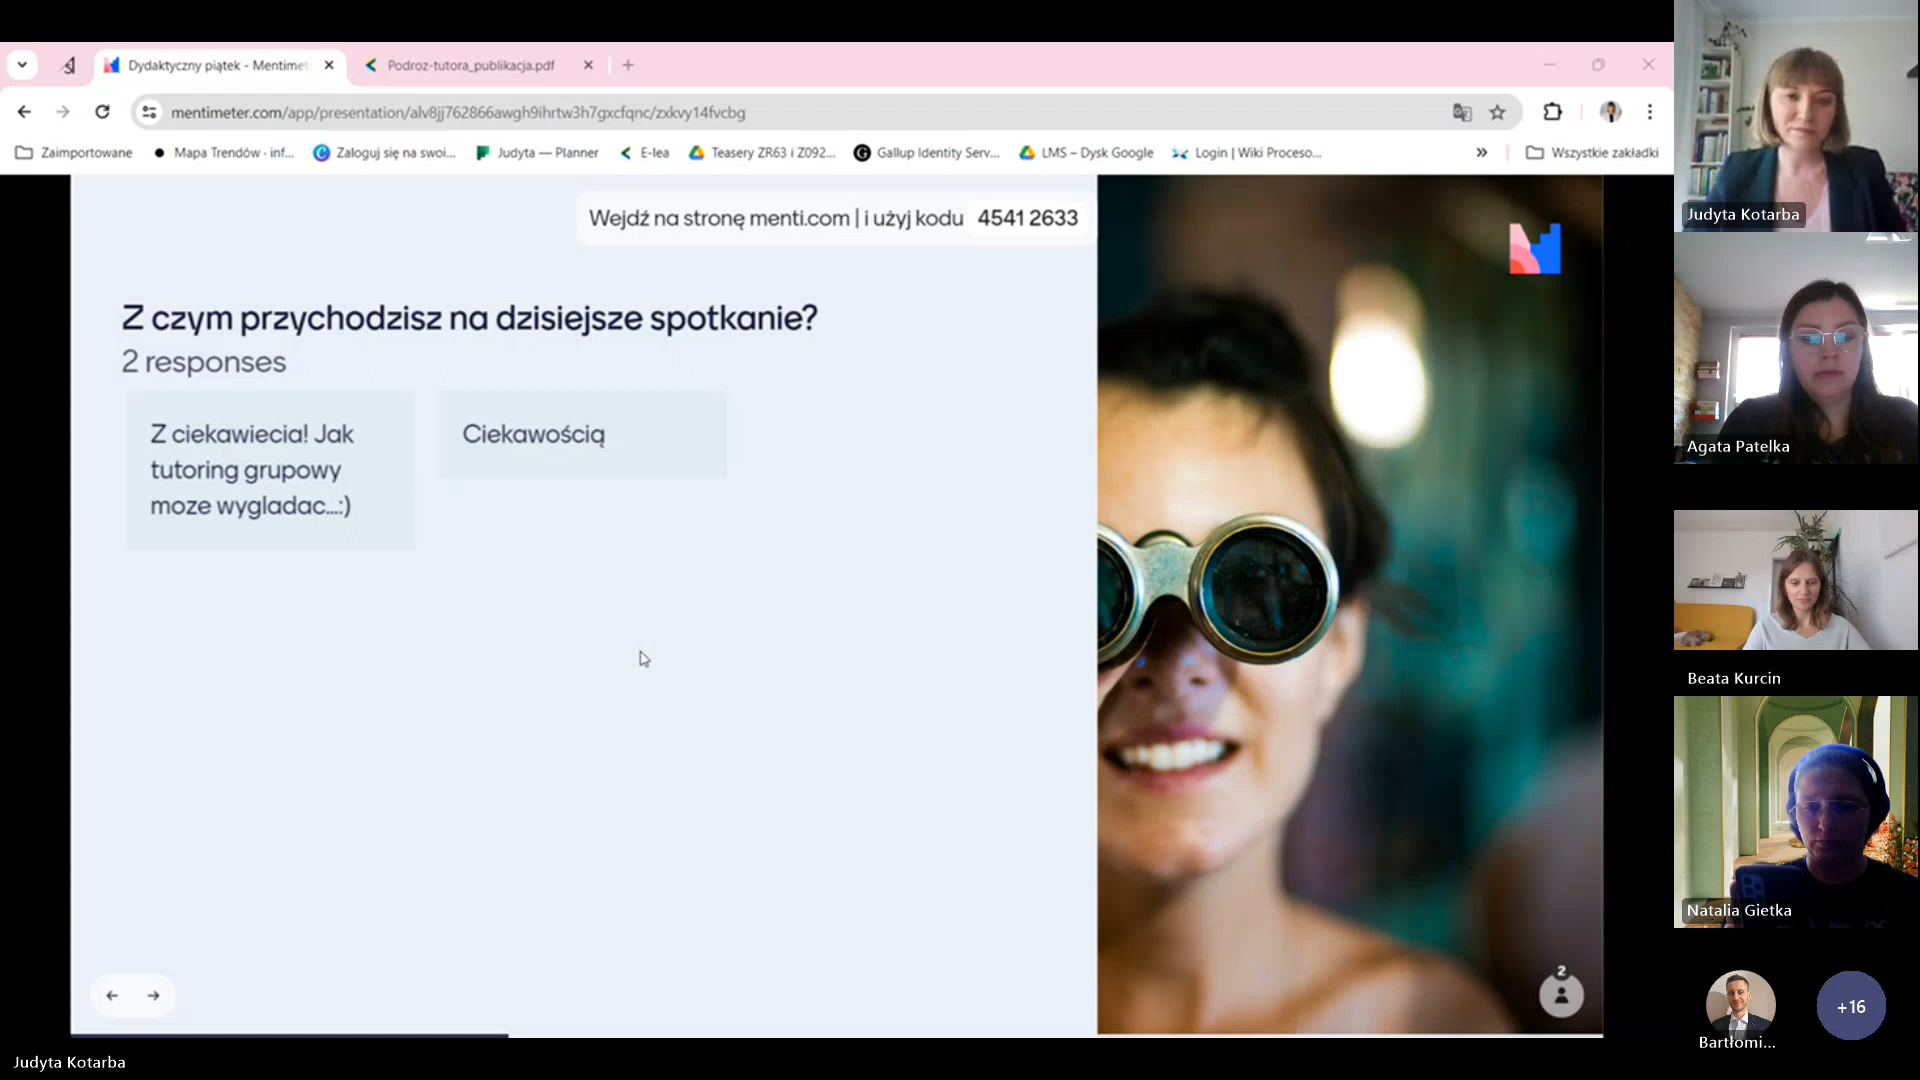 Dydaktyczny piątek - Mentimet
Podroz-tutora_publikacja.pdf
mentimeter.com/app/presentation/alv8jj762866awgh9ihrtw3h7gxcfqnc/zxkvy14fvcbg
Zaimportowane
Mapa Trendów - inf...
Zaloguj się na swoi...
Judyta — Planner
E-lea
Teasery ZR63 i Z092...
Gallup Identity Serv...
LMS – Dysk Google
Login | Wiki Proceso...
Wszystkie zakładki
Wejdź na stronę menti.com | i użyj kodu 4541 2633
Z czym przychodzisz na dzisiejsze spotkanie?
2 responses
Z ciekawiecia! Jak
tutoring grupowy
moze wygladac...:)
Ciekawością
2
Judyta Kotarba
Agata Patelka
Beata Kurcin
Natalia Gietka
Bartłomi...
+16
Judyta Kotarba